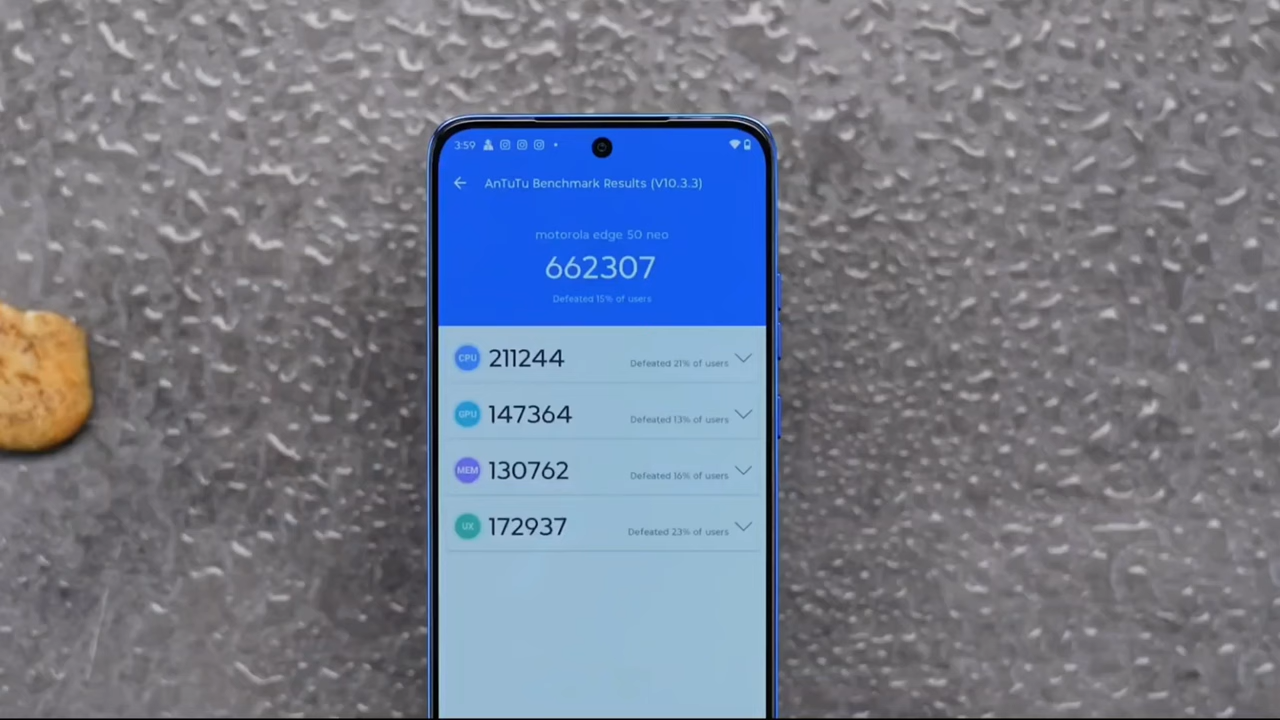 3:59
AnTuTu Benchmark Results (V10.3.3)
motorola edge 50 neo
662307
Defeated 15% of users
CPU 211244 Defeated 21% of users
GPU 147364 Defeated 13% of users
MEM 130762 Defeated 16% of users
UX 172937 Defeated 23% of users